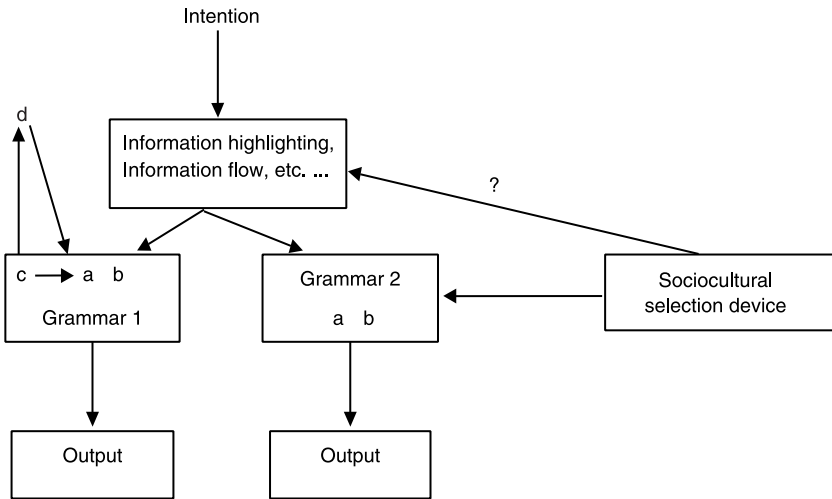 Intention
d
Information highlighting,
Information flow, etc. ...
?
c a b
Grammar 1
Grammar 2
a b
Sociocultural
selection device
Output
Output